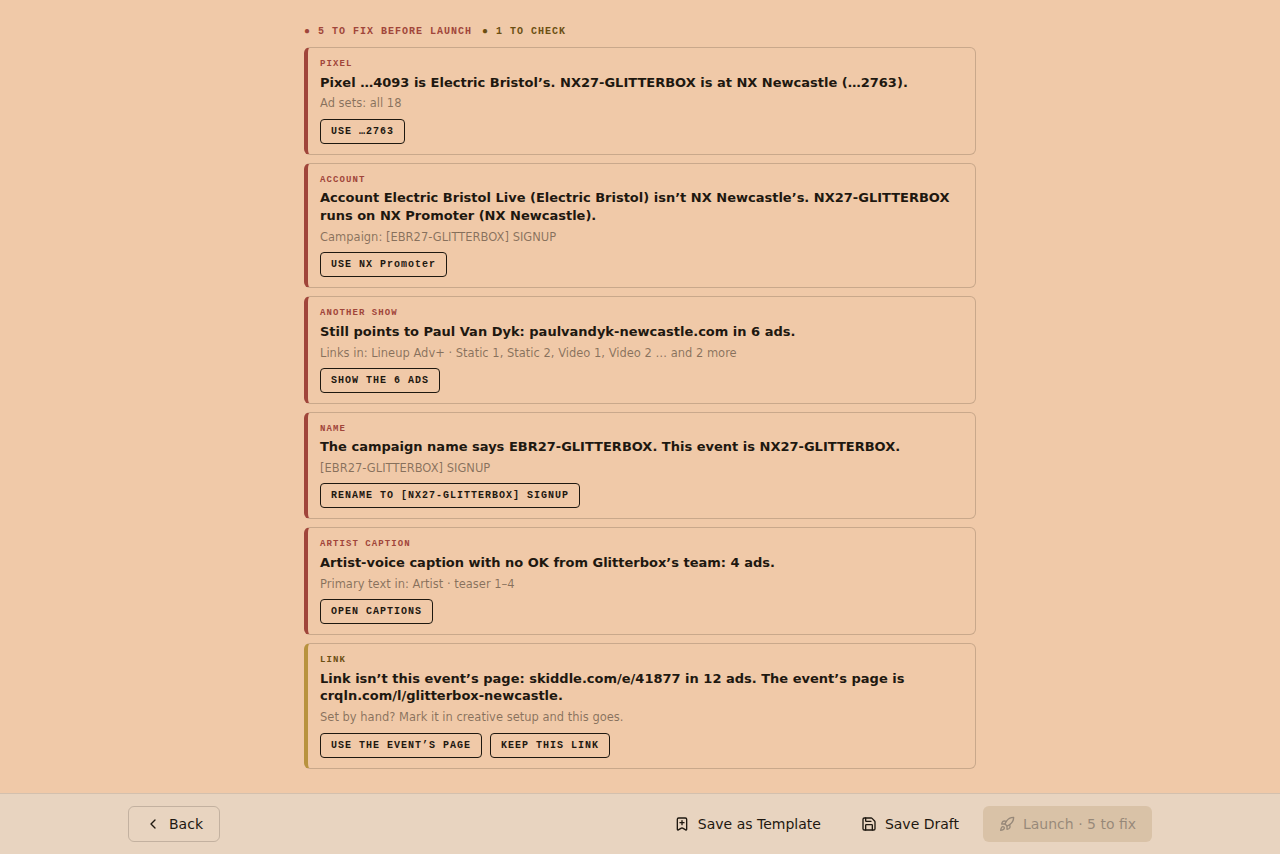 ● 5 TO FIX BEFORE LAUNCH ● 1 TO CHECK
PIXEL
Pixel …4093 is Electric Bristol’s. NX27-GLITTERBOX is at NX Newcastle (…2763).
Ad sets: all 18
USE …2763
ACCOUNT
Account Electric Bristol Live (Electric Bristol) isn’t NX Newcastle’s. NX27-GLITTERBOX
runs on NX Promoter (NX Newcastle).
Campaign: [EBR27-GLITTERBOX] SIGNUP
USE NX Promoter
ANOTHER SHOW
Still points to Paul Van Dyk: paulvandyk-newcastle.com in 6 ads.
Links in: Lineup Adv+ · Static 1, Static 2, Video 1, Video 2 … and 2 more
SHOW THE 6 ADS
NAME
The campaign name says EBR27-GLITTERBOX. This event is NX27-GLITTERBOX.
[EBR27-GLITTERBOX] SIGNUP
RENAME TO [NX27-GLITTERBOX] SIGNUP
ARTIST CAPTION
Artist-voice caption with no OK from Glitterbox’s team: 4 ads.
Primary text in: Artist · teaser 1–4
OPEN CAPTIONS
LINK
Link isn’t this event’s page: skiddle.com/e/41877 in 12 ads. The event’s page is
crqln.com/l/glitterbox-newcastle.
Set by hand? Mark it in creative setup and this goes.
USE THE EVENT’S PAGE KEEP THIS LINK
Back Save as Template Save Draft Launch · 5 to fix